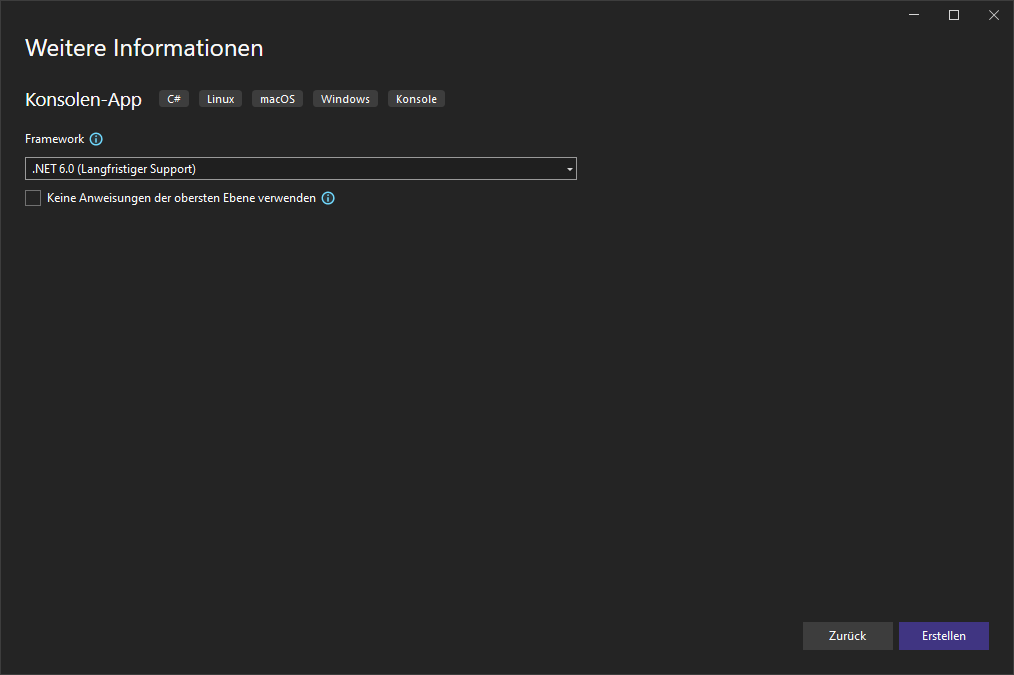 Weitere Informationen
Konsolen-App C# Linux macOS Windows Konsole
Framework
.NET 6.0 (Langfristiger Support)
Keine Anweisungen der obersten Ebene verwenden
Zurück Erstellen